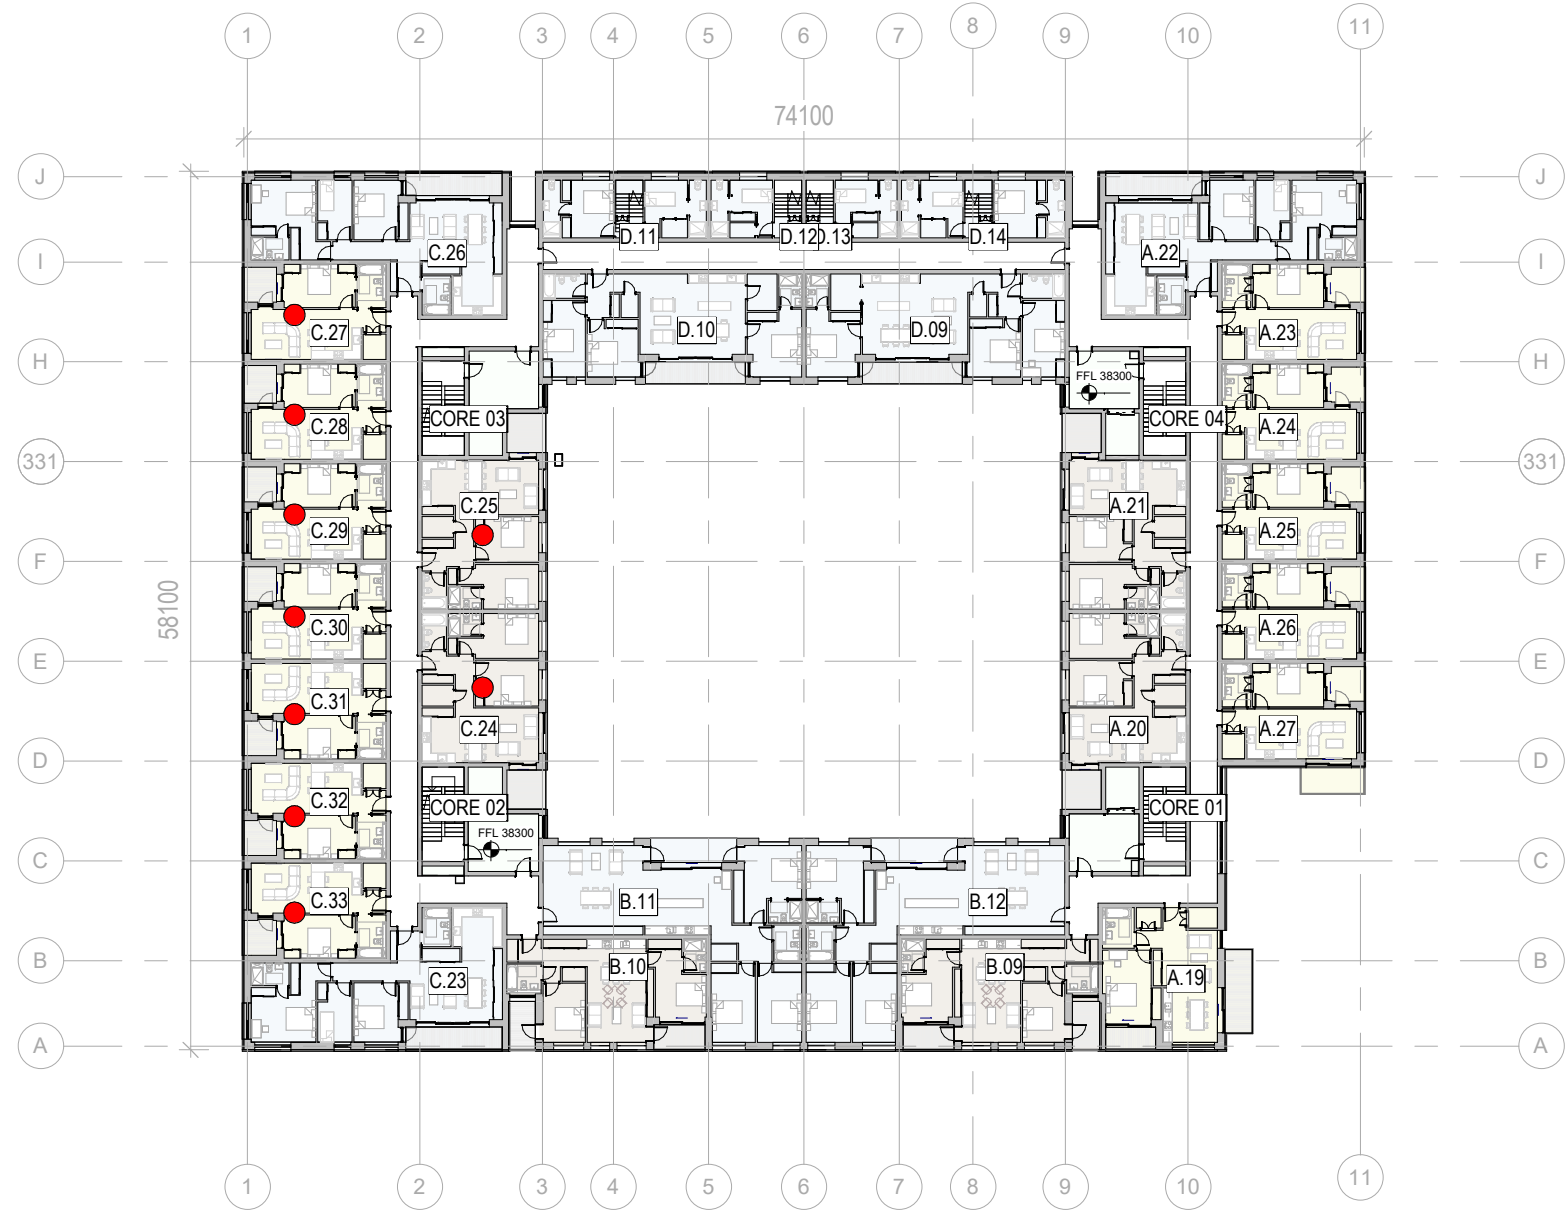 1 2 3 4 5 6 7 8 9 10 11
74100
J J
D.11 D.12 D.13 D.14
C.26 A.22
I I
C.27 D.10 D.09 A.23
H H
FFL 38300
CORE 03 CORE 04
C.28 A.24
331 331
C.25 A.21
C.29 A.25
F F
58100
C.30 A.26
E E
C.31
C.24 A.20 A.27
D D
C.32
CORE 02 CORE 01
FFL 38300
C C
C.33 B.11 B.12
B B
C.23 B.10 B.09 A.19
A A
1 2 3 4 5 6 7 8 9 10 11